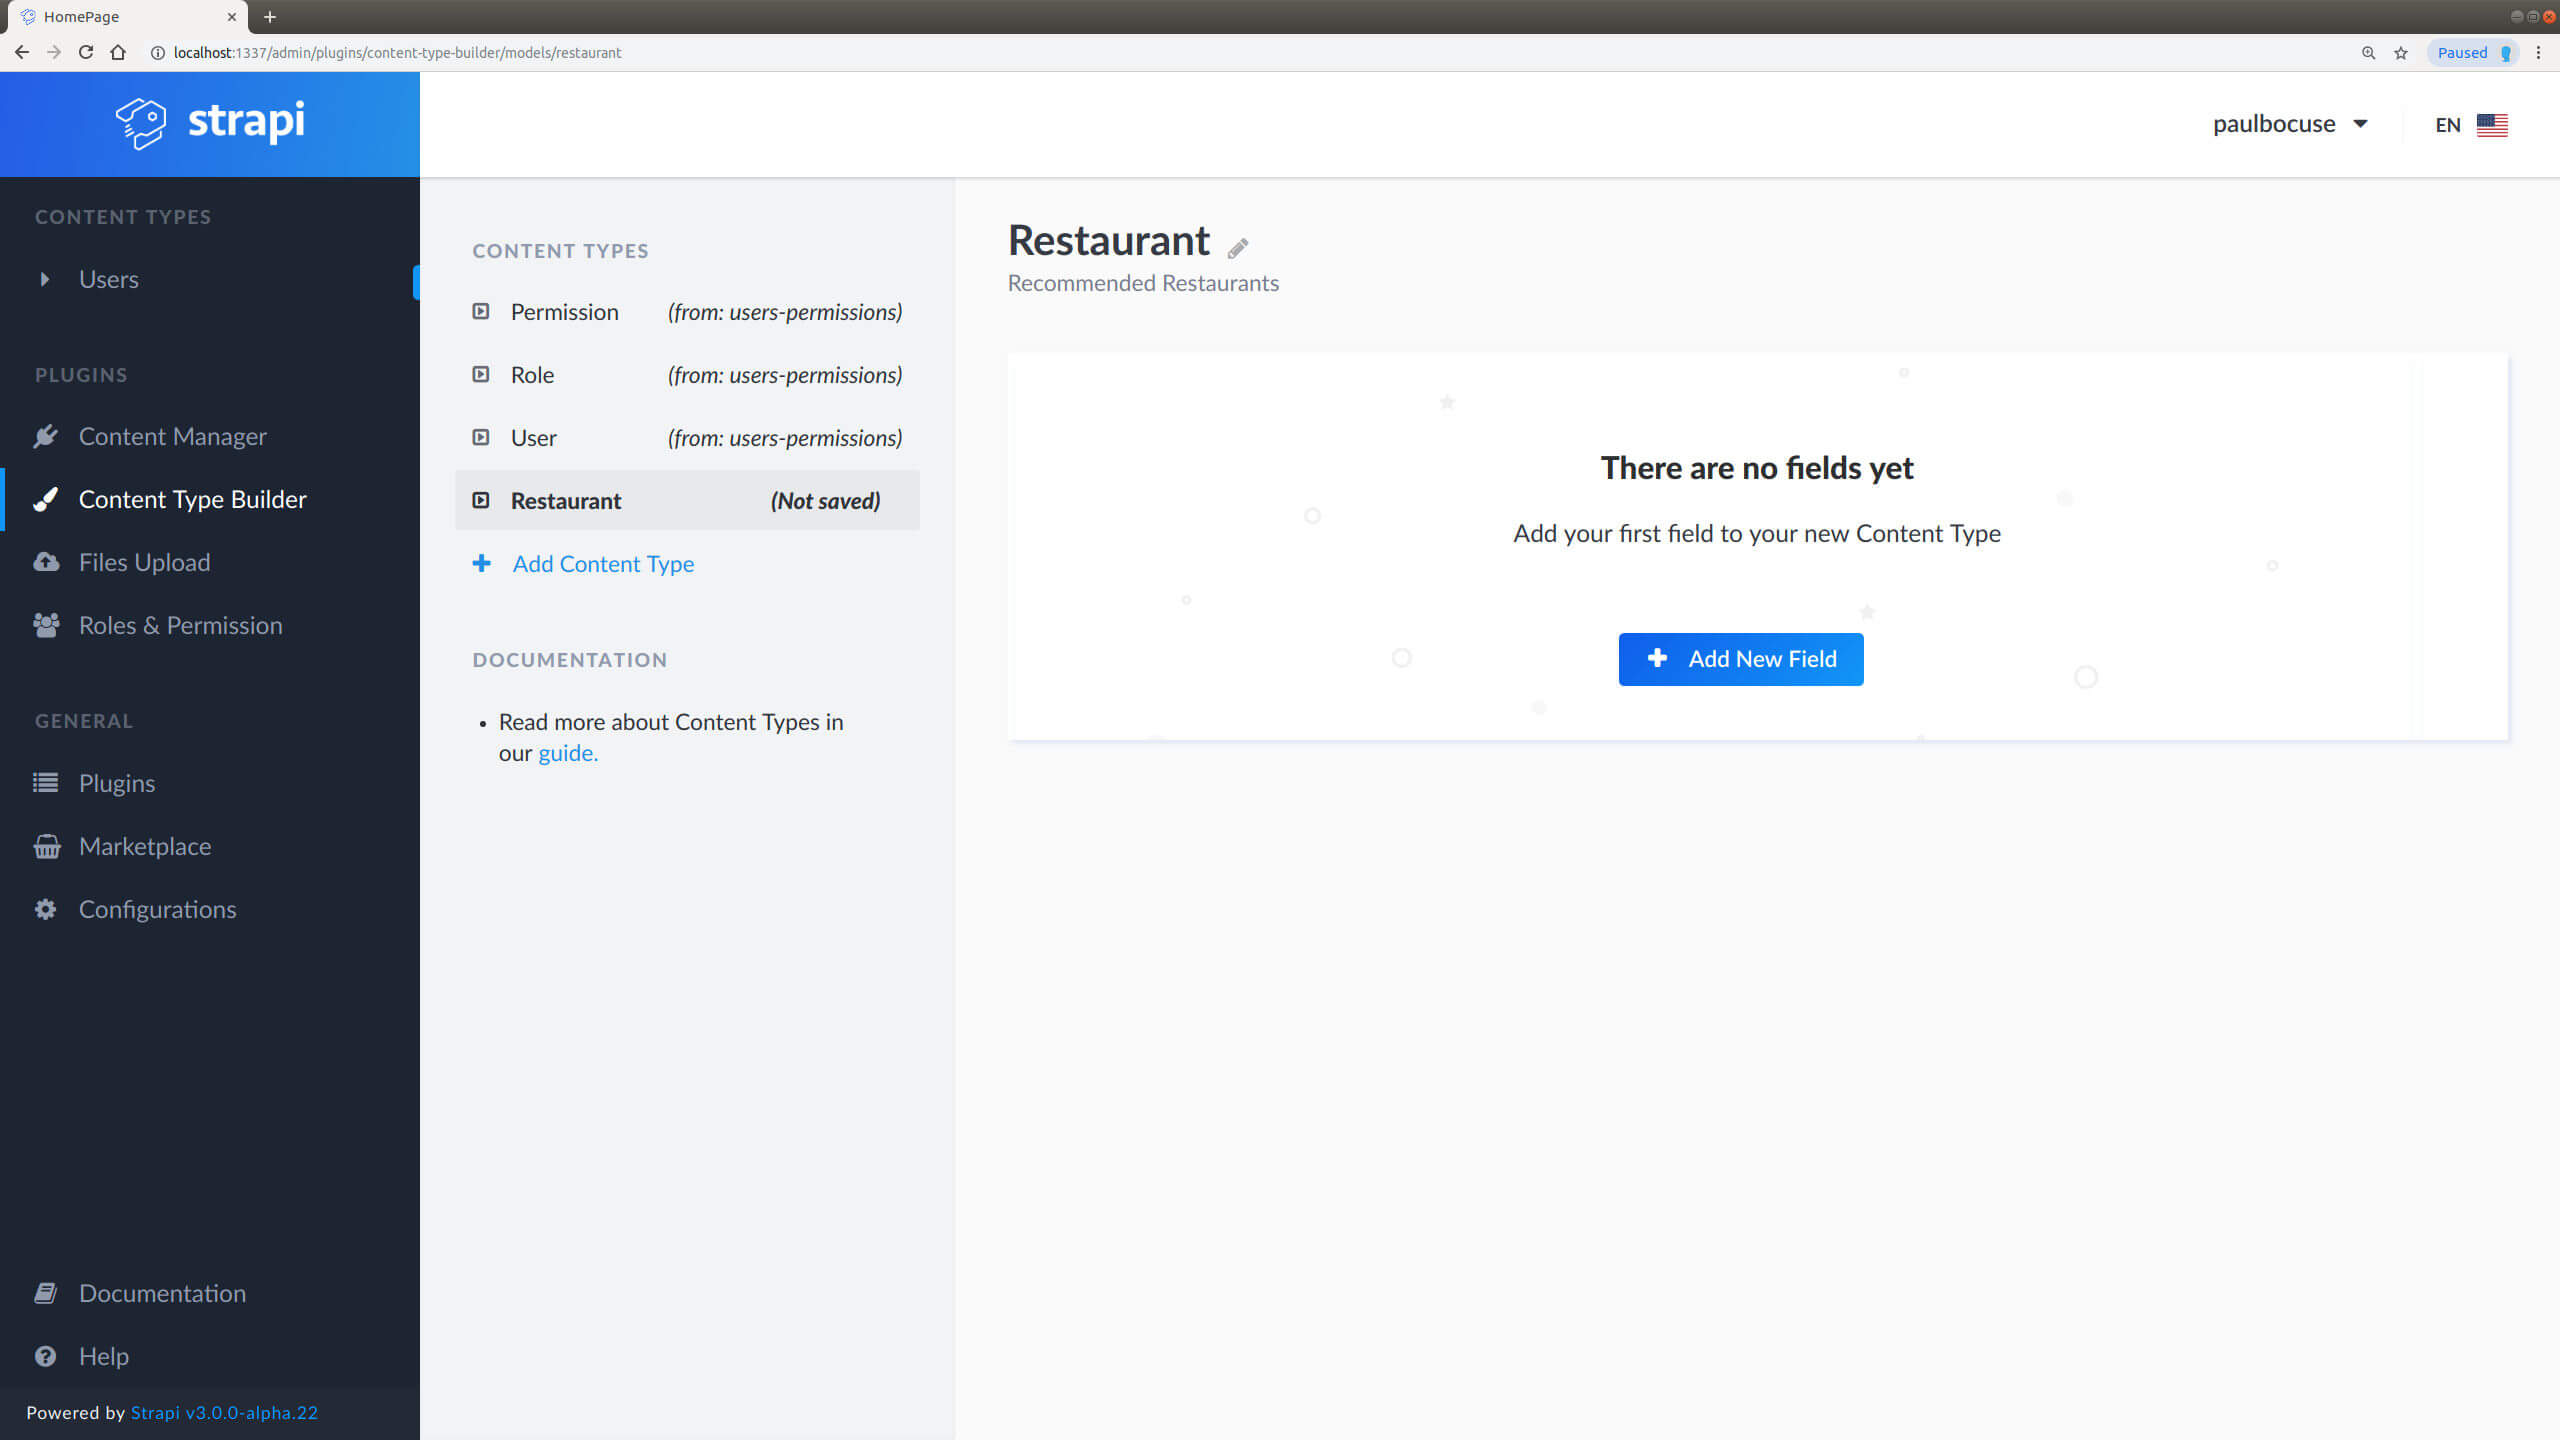 HomePage
localhost:1337/admin/plugins/content-type-builder/models/restaurant
Paused
strapi
paulbocuse
EN
CONTENT TYPES
Users
PLUGINS
Content Manager
Content Type Builder
Files Upload
Roles & Permission
GENERAL
Plugins
Marketplace
Configurations
Documentation
Help
Powered by Strapi v3.0.0-alpha.22
CONTENT TYPES
Permission (from: users-permissions)
Role (from: users-permissions)
User (from: users-permissions)
Restaurant (Not saved)
Add Content Type
DOCUMENTATION
• Read more about Content Types in
our guide.
Restaurant
Recommended Restaurants
There are no fields yet
Add your first field to your new Content Type
Add New Field